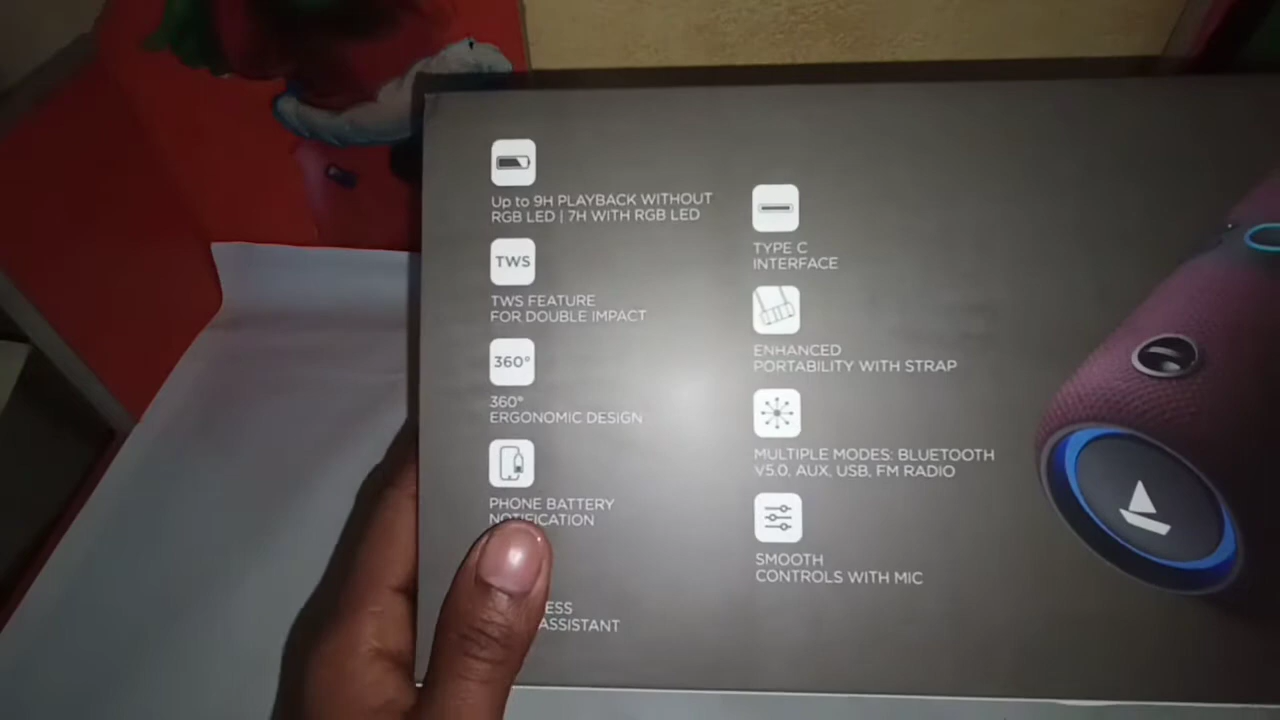 Up to 9H PLAYBACK WITHOUT
RGB LED | 7H WITH RGB LED
TWS
TWS FEATURE
FOR DOUBLE IMPACT
360°
360°
ERGONOMIC DESIGN
PHONE BATTERY
NOTIFICATION
ASSISTANT
TYPE C
INTERFACE
ENHANCED
PORTABILITY WITH STRAP
MULTIPLE MODES: BLUETOOTH
V5.0, AUX, USB, FM RADIO
SMOOTH
CONTROLS WITH MIC